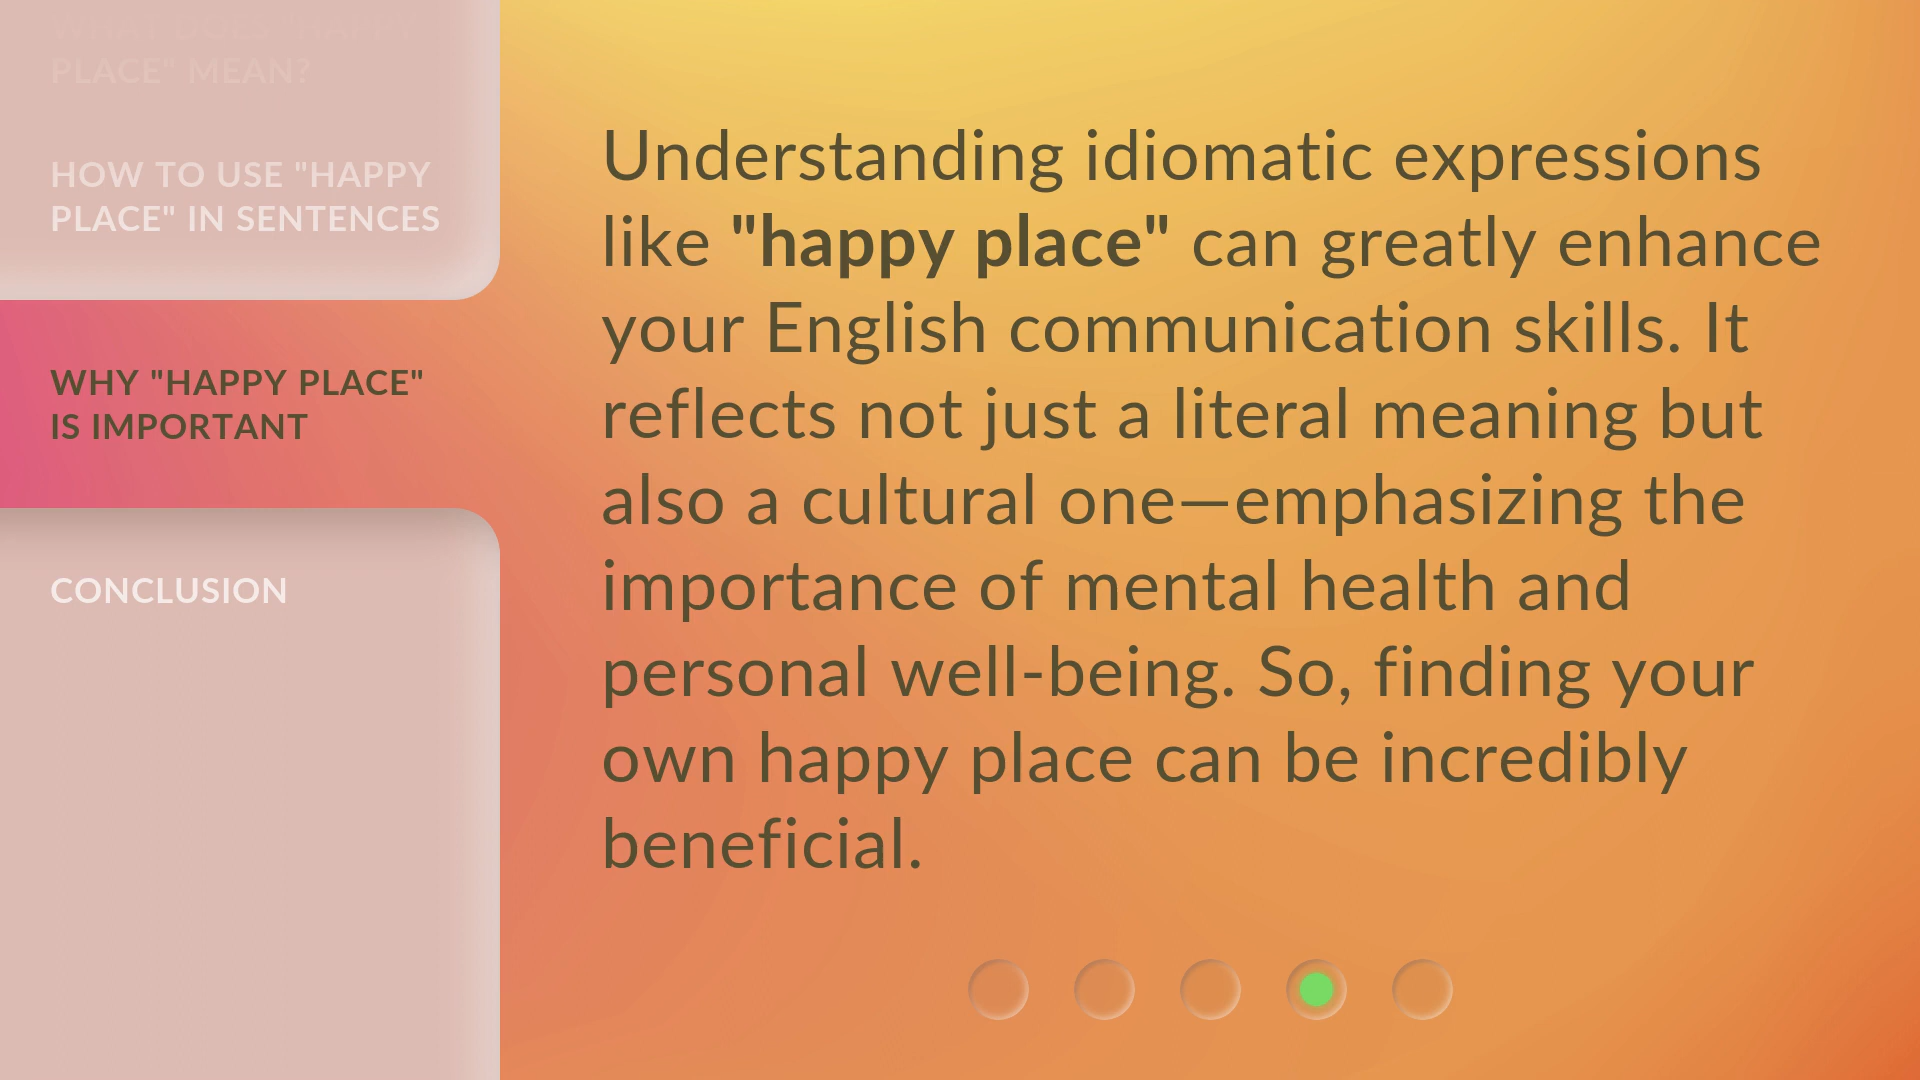 WHAT DOES "HAPPY
PLACE" MEAN?
HOW TO USE "HAPPY
PLACE" IN SENTENCES
WHY "HAPPY PLACE"
IS IMPORTANT
CONCLUSION
Understanding idiomatic expressions
like "happy place" can greatly enhance
your English communication skills. It
reflects not just a literal meaning but
also a cultural one—emphasizing the
importance of mental health and
personal well-being. So, finding your
own happy place can be incredibly
beneficial.